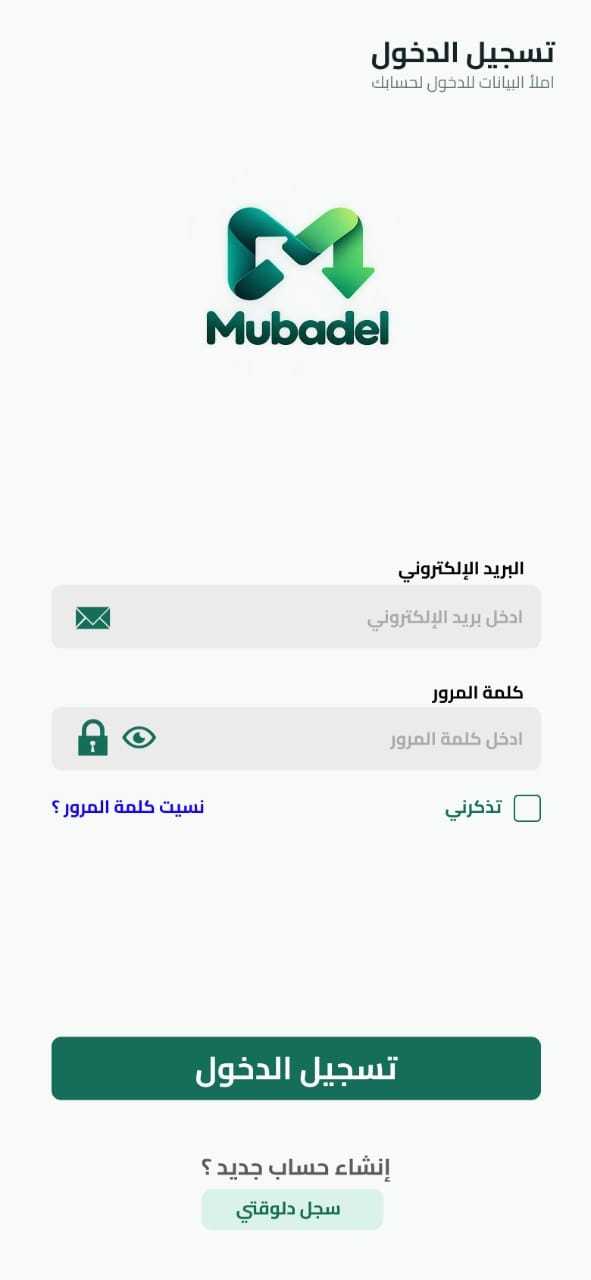 تسجيل الدخول
املأ البيانات للدخول لحسابك
Mubadel
البريد الإلكتروني
ادخل بريد الإلكتروني
كلمة المرور
ادخل كلمة المرور
تذكرني
نسيت كلمة المرور ؟
تسجيل الدخول
إنشاء حساب جديد ؟
سجل دلوقتي